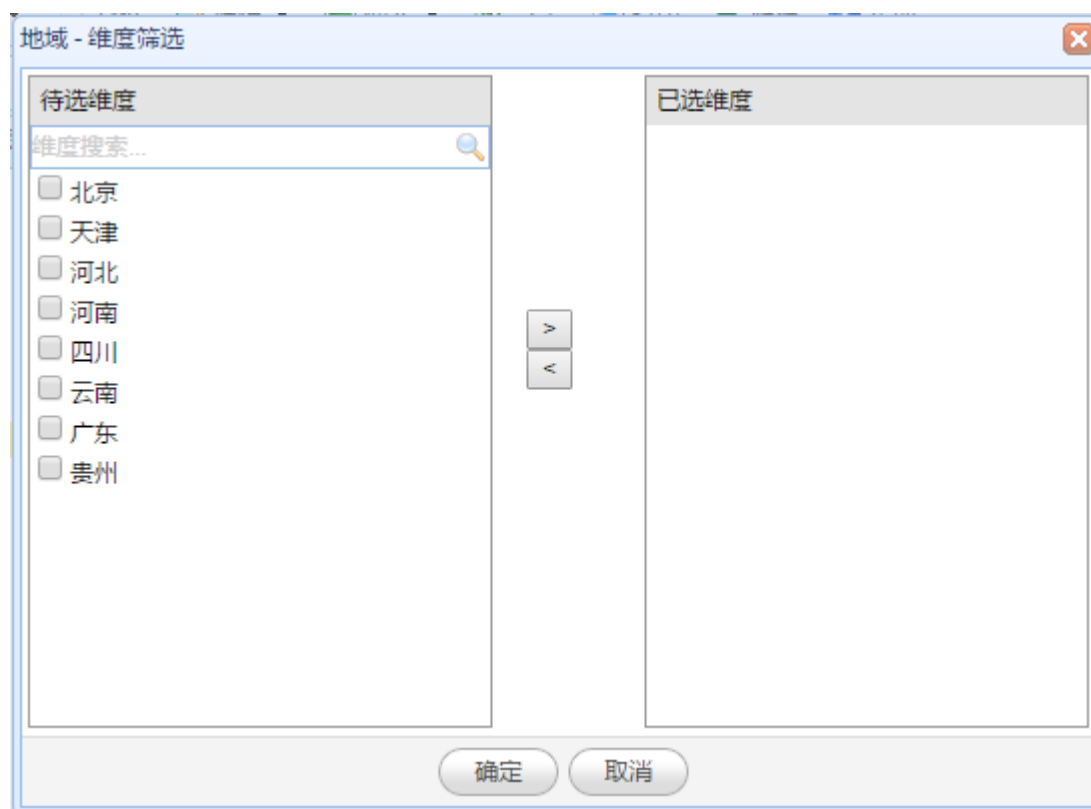 地域 - 维度筛选
待选维度
已选维度
维度搜索...
北京
天津
河北
河南
四川
云南
广东
贵州
>
<
确定
取消